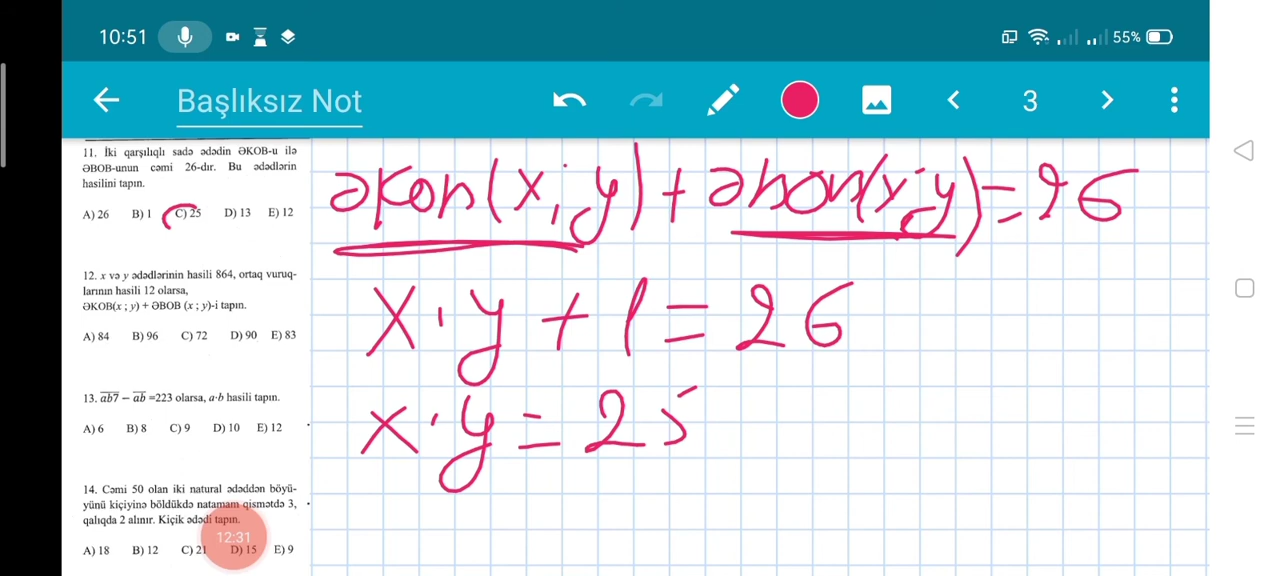 10:51
55%
Başlıksız Not
3
11. İki qarşılıqlı sadə ədədin ƏKOB-u ilə
ƏBOB-unun cəmi 26-dır. Bu ədədlərin
hasilini tapın.
A) 26 B) 1 C) 25 D) 13 E) 12
12. x və y ədədlərinin hasili 864, ortaq vuruq-
larının hasili 12 olarsa,
ƏKOB(x ; y) + ƏBOB (x ; y)-i tapın.
A) 84 B) 96 C) 72 D) 90 E) 83
13. a̅b̅7̅ – a̅b̅ =223 olarsa, a·b hasili tapın.
A) 6 B) 8 C) 9 D) 10 E) 12
14. Cəmi 50 olan iki natural ədəddən böyü-
yünü kiçiyinə böldükdə natamam qismətdə 3,
qalıqda 2 alınır. Kiçik ədədi tapın.
12:31
A) 18 B) 12 C) 21 D) 15 E) 9
əkob(x;y)+əbob(x;y)=26
x·y+1=26
x·y=25